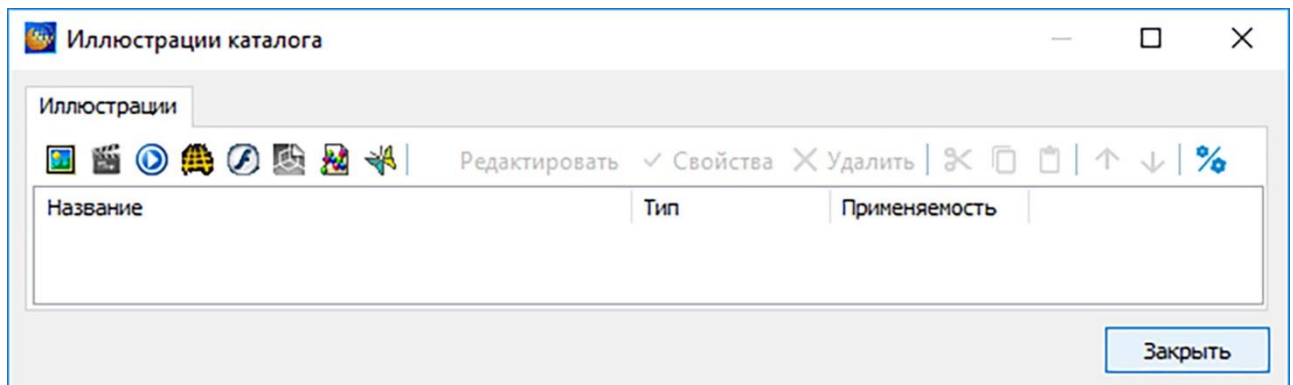 Иллюстрации каталога
Иллюстрации
Редактировать Свойства Удалить
Название Тип Применяемость
Закрыть